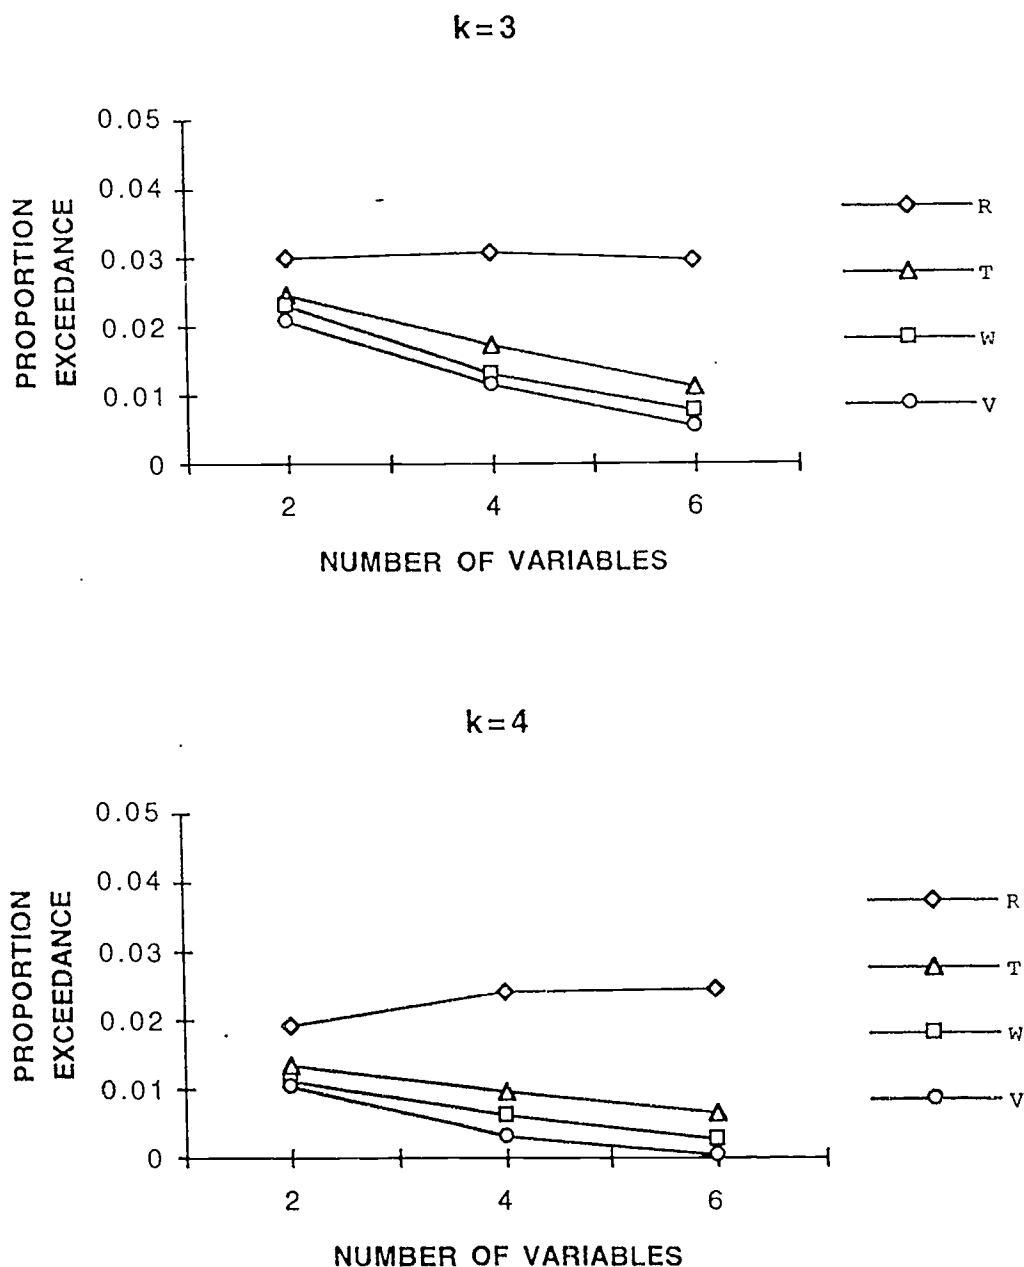 k=3
0.05
0.04
0.03
0.02
0.01
0
PROPORTION
EXCEEDANCE
2 4 6
NUMBER OF VARIABLES
R
T
W
V
k=4
0.05
0.04
0.03
0.02
0.01
0
PROPORTION
EXCEEDANCE
2 4 6
NUMBER OF VARIABLES
R
T
W
V